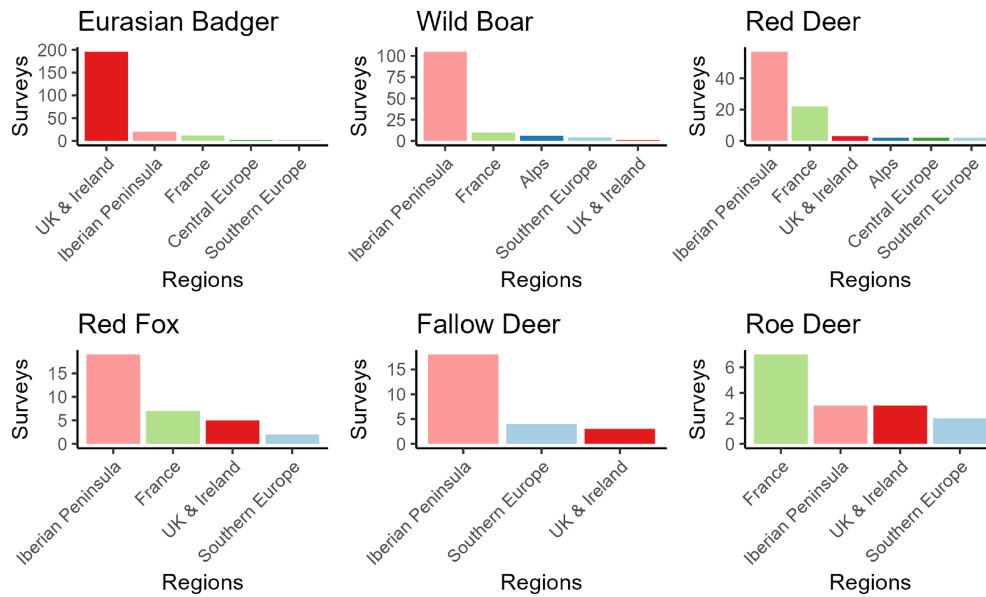 Eurasian Badger
Surveys
200
150
100
50
0
UK & Ireland
Iberian Peninsula
France
Central Europe
Southern Europe
Regions
Wild Boar
Surveys
100
75
50
25
0
Iberian Peninsula
France
Alps
Southern Europe
UK & Ireland
Regions
Red Deer
Surveys
40
20
0
Iberian Peninsula
France
UK & Ireland
Alps
Central Europe
Southern Europe
Regions
Red Fox
Surveys
15
10
5
0
Iberian Peninsula
France
UK & Ireland
Southern Europe
Regions
Fallow Deer
Surveys
15
10
5
0
Iberian Peninsula
Southern Europe
UK & Ireland
Regions
Roe Deer
Surveys
6
4
2
0
France
Iberian Peninsula
UK & Ireland
Southern Europe
Regions